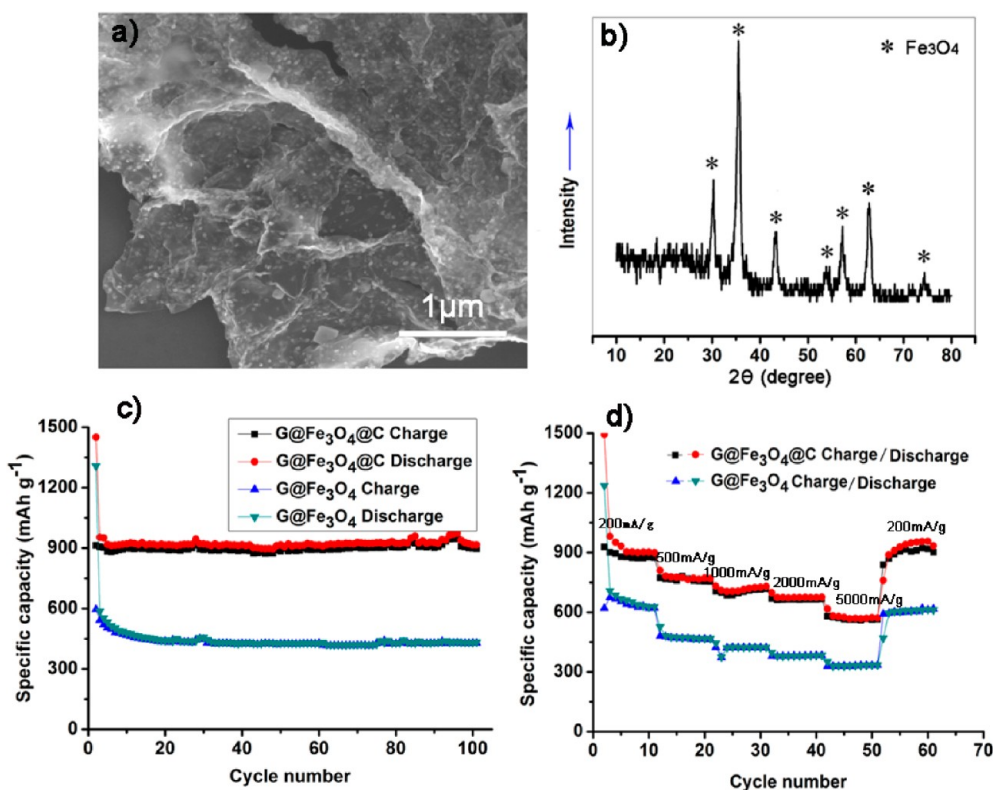 a)
1μm
b)
* Fe₃O₄
Intensity
10 20 30 40 50 60 70 80
2Θ (degree)
c)
1500
1200
900
600
300
0
Specific capacity (mAh g⁻¹)
G@Fe₃O₄@C Charge
G@Fe₃O₄@C Discharge
G@Fe₃O₄ Charge
G@Fe₃O₄ Discharge
0 20 40 60 80 100
Cycle number
d)
1500
1200
900
600
300
0
Specific capacity (mAh g⁻¹)
G@Fe₃O₄@C Charge/Discharge
G@Fe₃O₄ Charge/Discharge
200mA/g
500mA/g
1000mA/g
2000mA/g
5000mA/g
200mA/g
0 10 20 30 40 50 60 70
Cycle number